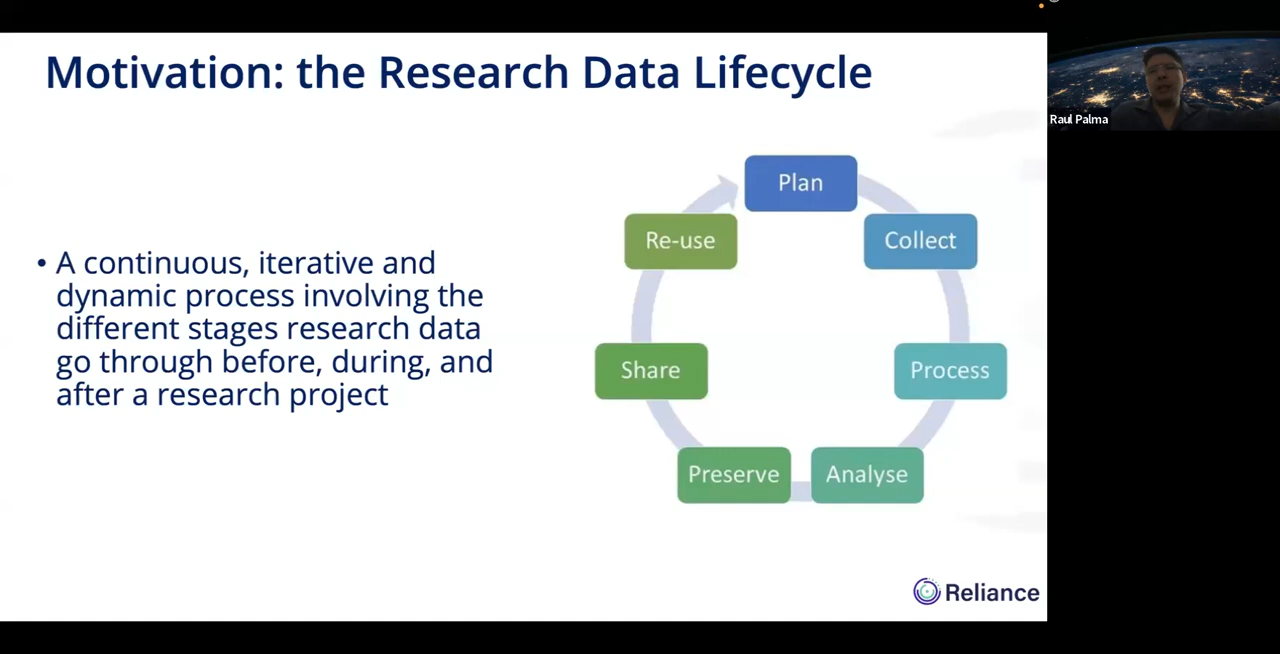 Motivation: the Research Data Lifecycle
Raul Palma
• A continuous, iterative and
dynamic process involving the
different stages research data
go through before, during, and
after a research project
Plan
Collect
Process
Analyse
Preserve
Share
Re-use
Reliance